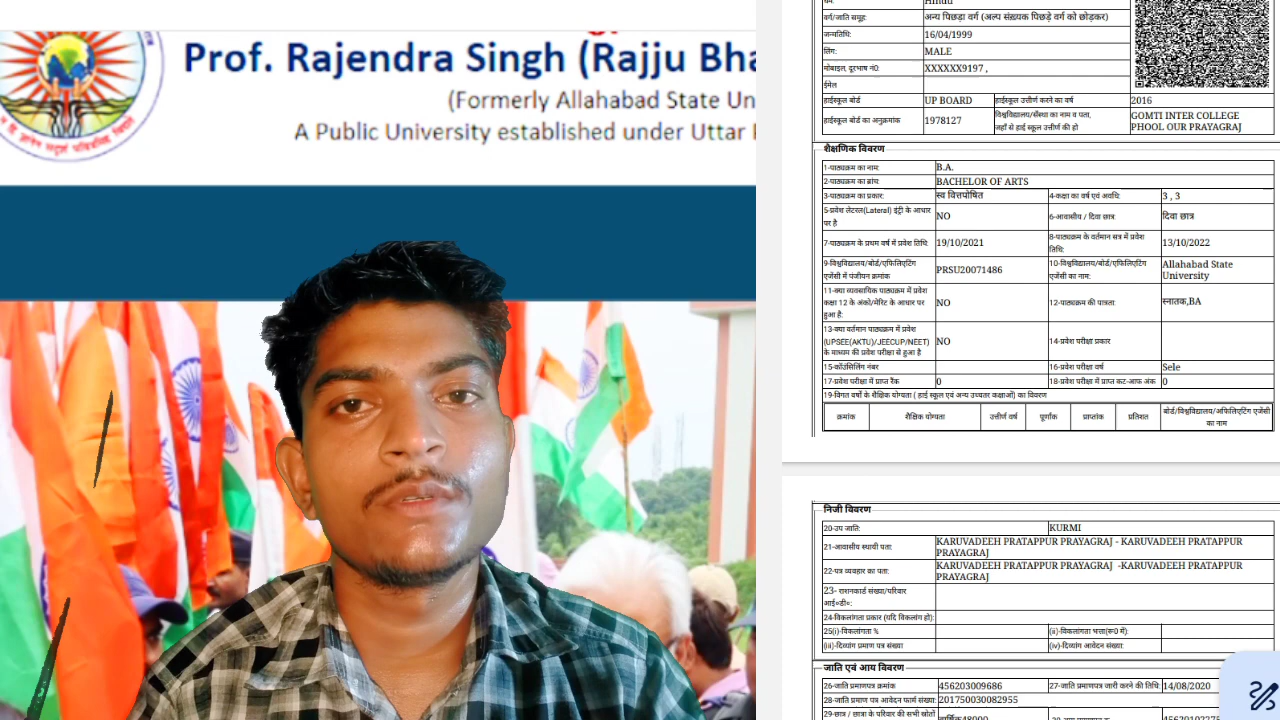 Prof. Rajendra Singh (Rajju Bha
(Formerly Allahabad State Un
A Public University established under Uttar P
Hindu
वर्ग/जाति समूह: अन्य पिछड़ा वर्ग (अल्प संख़्यक पिछड़े वर्ग को छोड़कर)
जन्मतिथि: 16/04/1999
लिंग: MALE
मोबाइल, दूरभाष नं0: XXXXXX9197 ,
ईमेल
हाईस्कूल बोर्ड UP BOARD हाईस्कूल उत्तीर्ण करने का वर्ष 2016
हाईस्कूल बोर्ड का अनुक्रमांक 1978127 विश्वविद्यालय/संस्था का नाम व पता, जहाँ से हाई स्कूल उत्तीर्ण की हो GOMTI INTER COLLEGE PHOOL OUR PRAYAGRAJ
शैक्षणिक विवरण
1-पाठ्यक्रम का नाम: B.A.
2-पाठ्यक्रम का ब्रांच: BACHELOR OF ARTS
3-पाठ्यक्रम का प्रकार: स्व वित्तपोषित 4-कक्षा का वर्ष एवं अवधि: 3 , 3
5-प्रवेश लेटरल(Lateral) इंट्री के आधार पर है NO 6-आवासीय / दिवा छात्र: दिवा छात्र
7-पाठ्यक्रम के प्रथम वर्ष में प्रवेश तिथि: 19/10/2021 8-पाठ्यक्रम के वर्तमान सत्र में प्रवेश तिथि: 13/10/2022
9-विश्वविद्यालय/बोर्ड/एफिलिएटिंग एजेंसी में पंजीयन क्रमांक PRSU20071486 10-विश्वविद्यालय/बोर्ड/एफिलिएटिंग एजेंसी का नाम: Allahabad State University
11-क्या व्यवसायिक पाठ्यक्रम में प्रवेश कक्षा 12 के अंको/मेरिट के आधार पर हुआ है: NO 12-पाठ्यक्रम की पात्रता: स्नातक,BA
13-क्या वर्तमान पाठ्यक्रम में प्रवेश (UPSEE(AKTU)/JEECUP/NEET) के माध्यम की प्रवेश परीक्षा से हुआ है NO 14-प्रवेश परीक्षा प्रकार
15-कॉउंसिलिंग नंबर 16-प्रवेश परीक्षा वर्ष Sele
17-प्रवेश परीक्षा में प्राप्त रैंक 0 18-प्रवेश परीक्षा में प्राप्त कट-आफ अंक 0
19-विगत वर्षों के शैक्षिक योग्यता ( हाई स्कूल एवं अन्य उच्चतर कक्षाओं) का विवरण
क्रमांक शैक्षिक योग्यता उत्तीर्ण वर्ष पूर्णांक प्राप्तांक प्रतिशत बोर्ड/विश्वविद्यालय/अफिलिएटिंग एजेंसी का नाम
निजी विवरण
20-उप जाति: KURMI
21-आवासीय स्थायी पता: KARUVADEEH PRATAPPUR PRAYAGRAJ - KARUVADEEH PRATAPPUR PRAYAGRAJ
22-पत्र व्यवहार का पता: KARUVADEEH PRATAPPUR PRAYAGRAJ -KARUVADEEH PRATAPPUR PRAYAGRAJ
23- राशनकार्ड संख्या/परिवार आई०डी०:
24-विकलांगता प्रकार (यदि विकलांग हो):
25(i)-विकलांगता % (ii)-विकलांगता भत्ता(रू0 में):
(iii)-दिव्यांग प्रमाण पत्र संख्या (iv)-दिव्यांग आवेदन संख्या:
जाति एवं आय विवरण
26-जाति प्रमाणपत्र क्रमांक 456203009686 27-जाति प्रमाणपत्र जारी करने की तिथि: 14/08/2020
28-जाति प्रमाण पत्र आवेदन फार्म संख्या: 201750030082955
29-छात्र / छात्रा के परिवार की सभी स्रोतों